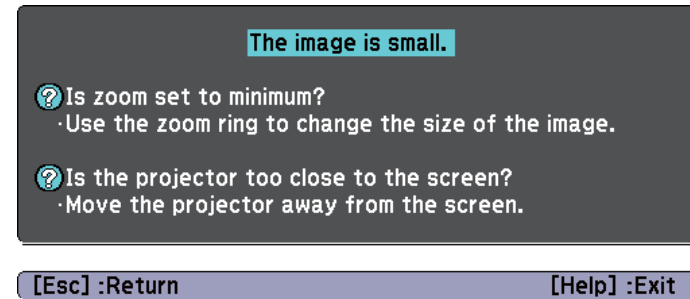 The image is small.
?Is zoom set to minimum?
·Use the zoom ring to change the size of the image.
?Is the projector too close to the screen?
·Move the projector away from the screen.
[Esc] :Return [Help] :Exit